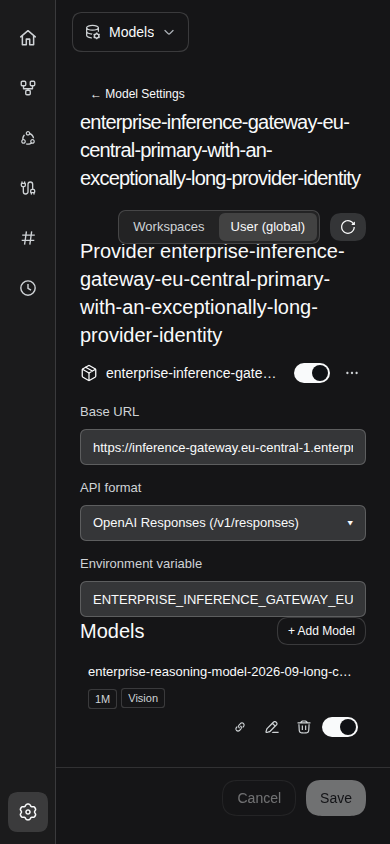 Models
← Model Settings
enterprise-inference-gateway-eu-
central-primary-with-an-
exceptionally-long-provider-identity
Workspaces User (global)
Provider enterprise-inference-
gateway-eu-central-primary-
with-an-exceptionally-long-
provider-identity
enterprise-inference-gate…
Base URL
https://inference-gateway.eu-central-1.enterpr
API format
OpenAI Responses (/v1/responses)
Environment variable
ENTERPRISE_INFERENCE_GATEWAY_EU
Models + Add Model
enterprise-reasoning-model-2026-09-long-c…
1M Vision
Cancel Save